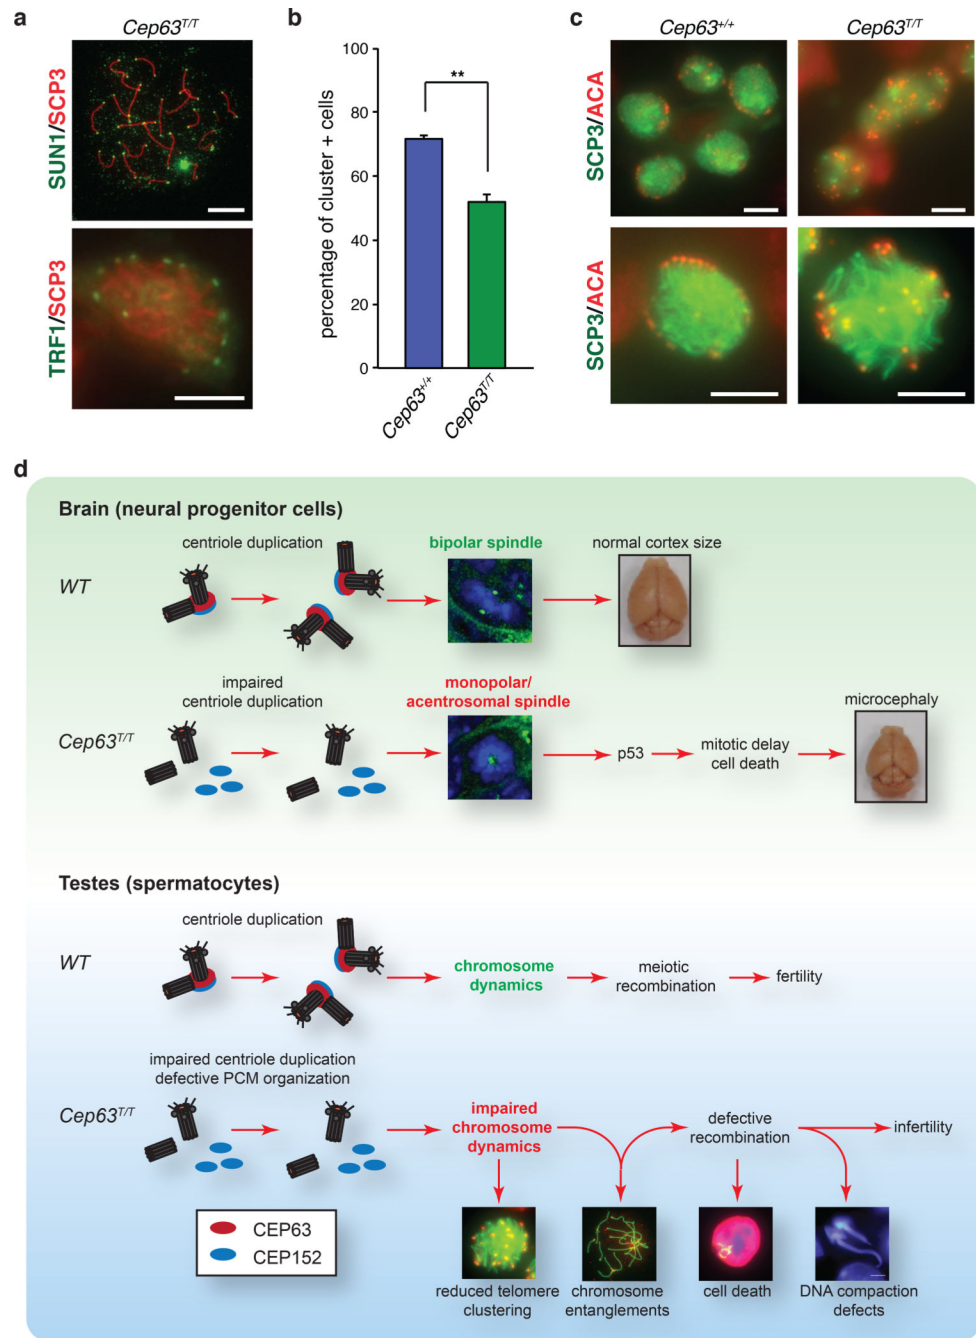 a
Cep63T/T
SUN1/SCP3
TRF1/SCP3
b
100
80
60
40
20
0
percentage of cluster + cells
**
Cep63+/+
Cep63T/T
c
Cep63+/+
Cep63T/T
SCP3/ACA
SCP3/ACA
d
Brain (neural progenitor cells)
WT
centriole duplication
bipolar spindle
normal cortex size
Cep63T/T
impaired
centriole duplication
monopolar/
acentrosomal spindle
p53
mitotic delay
cell death
microcephaly
Testes (spermatocytes)
WT
centriole duplication
chromosome
dynamics
meiotic
recombination
fertility
Cep63T/T
impaired centriole duplication
defective PCM organization
impaired
chromosome
dynamics
defective
recombination
infertility
CEP63
CEP152
reduced telomere
clustering
chromosome
entanglements
cell death
DNA compaction
defects